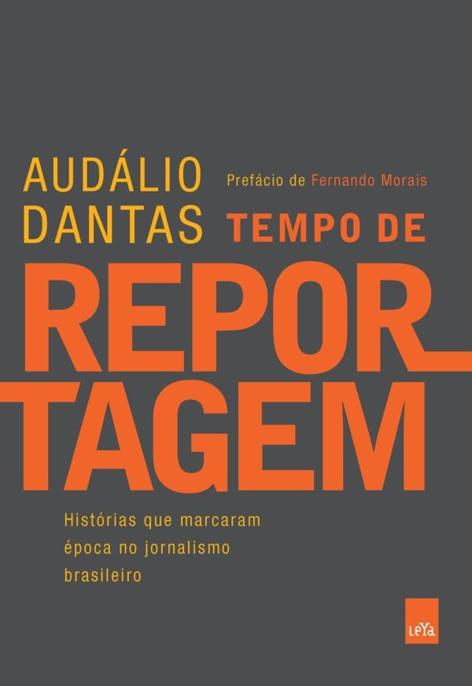 AUDÁLIO
DANTAS
Prefácio de Fernando Morais
TEMPO DE
REPOR
TAGEM
Histórias que marcaram
época no jornalismo
brasileiro
LeYa